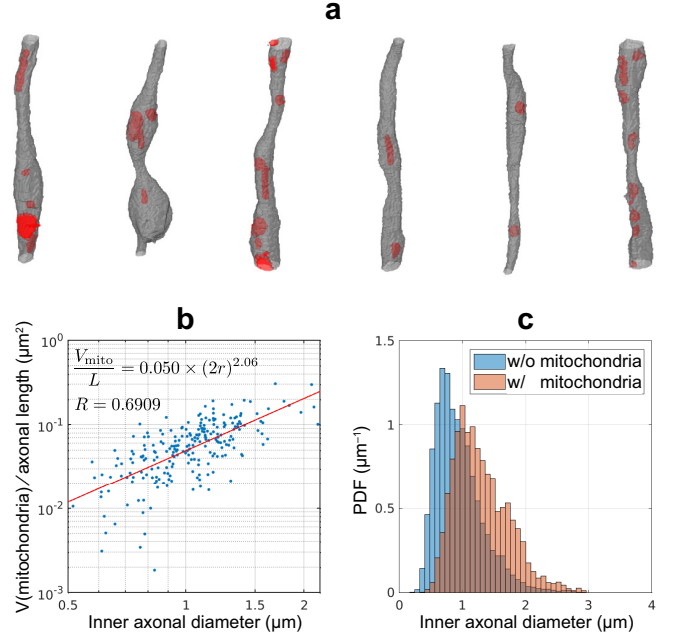 a
b
V(mitochondria) ⁄ axonal length (μm²)
10⁰
10⁻¹
10⁻²
10⁻³
V_mito / L = 0.050 × (2r)^2.06
R = 0.6909
0.5 1 1.5 2
Inner axonal diameter (μm)
c
PDF (μm⁻¹)
1.5
1
0.5
0
w/o mitochondria
w/ mitochondria
0 1 2 3 4
Inner axonal diameter (μm)